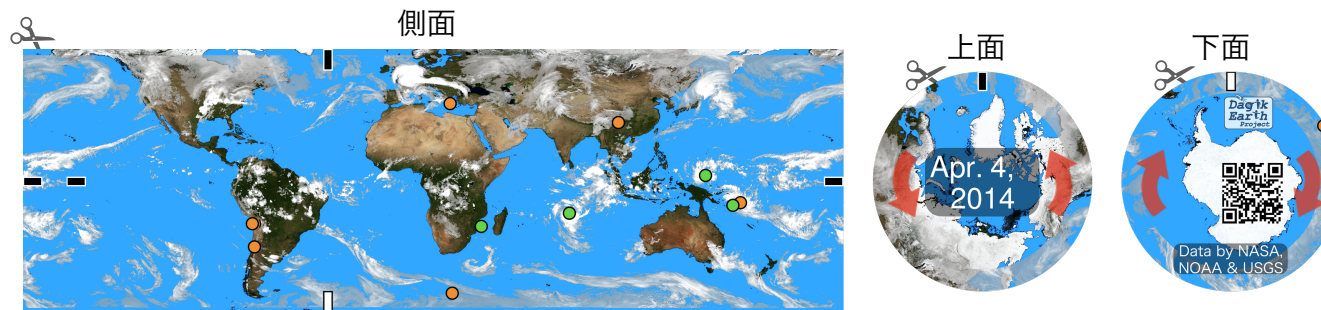 側面
上面
下面
Apr. 4,
2014
Dagik
Earth
Project
Data by NASA,
NOAA & USGS